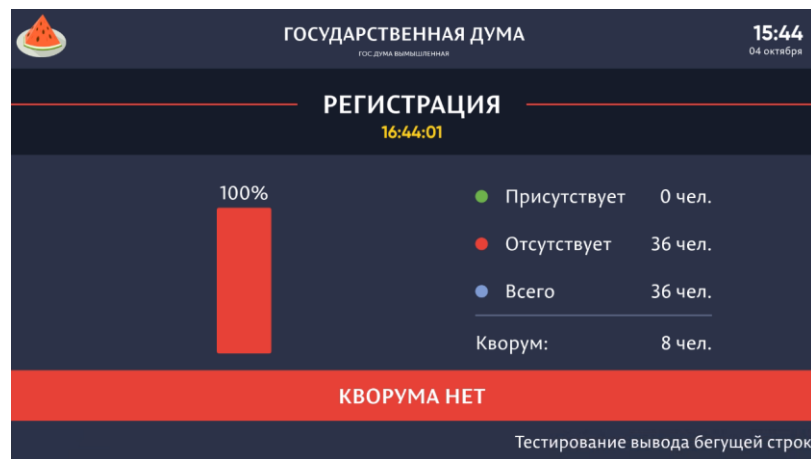 ГОСУДАРСТВЕННАЯ ДУМА
ГОС.ДУМА ВЫМЫШЛЕННАЯ
15:44
04 октября
РЕГИСТРАЦИЯ
16:44:01
100%
Присутствует 0 чел.
Отсутствует 36 чел.
Всего 36 чел.
Кворум: 8 чел.
КВОРУМА НЕТ
Тестирование вывода бегущей строк